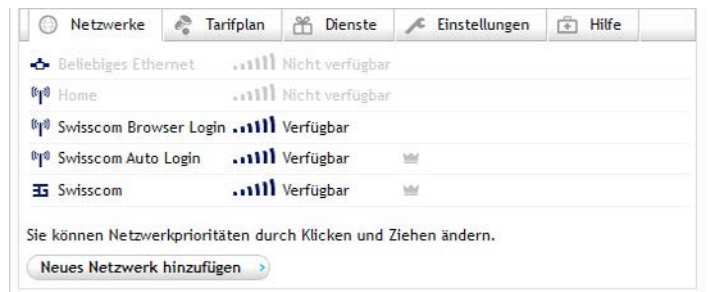 Netzwerke Tarifplan Dienste Einstellungen Hilfe
Beliebiges Ethernet Nicht verfügbar
Home Nicht verfügbar
Swisscom Browser Login Verfügbar
Swisscom Auto Login Verfügbar
3G Swisscom Verfügbar
Sie können Netzwerkprioritäten durch Klicken und Ziehen ändern.
Neues Netzwerk hinzufügen